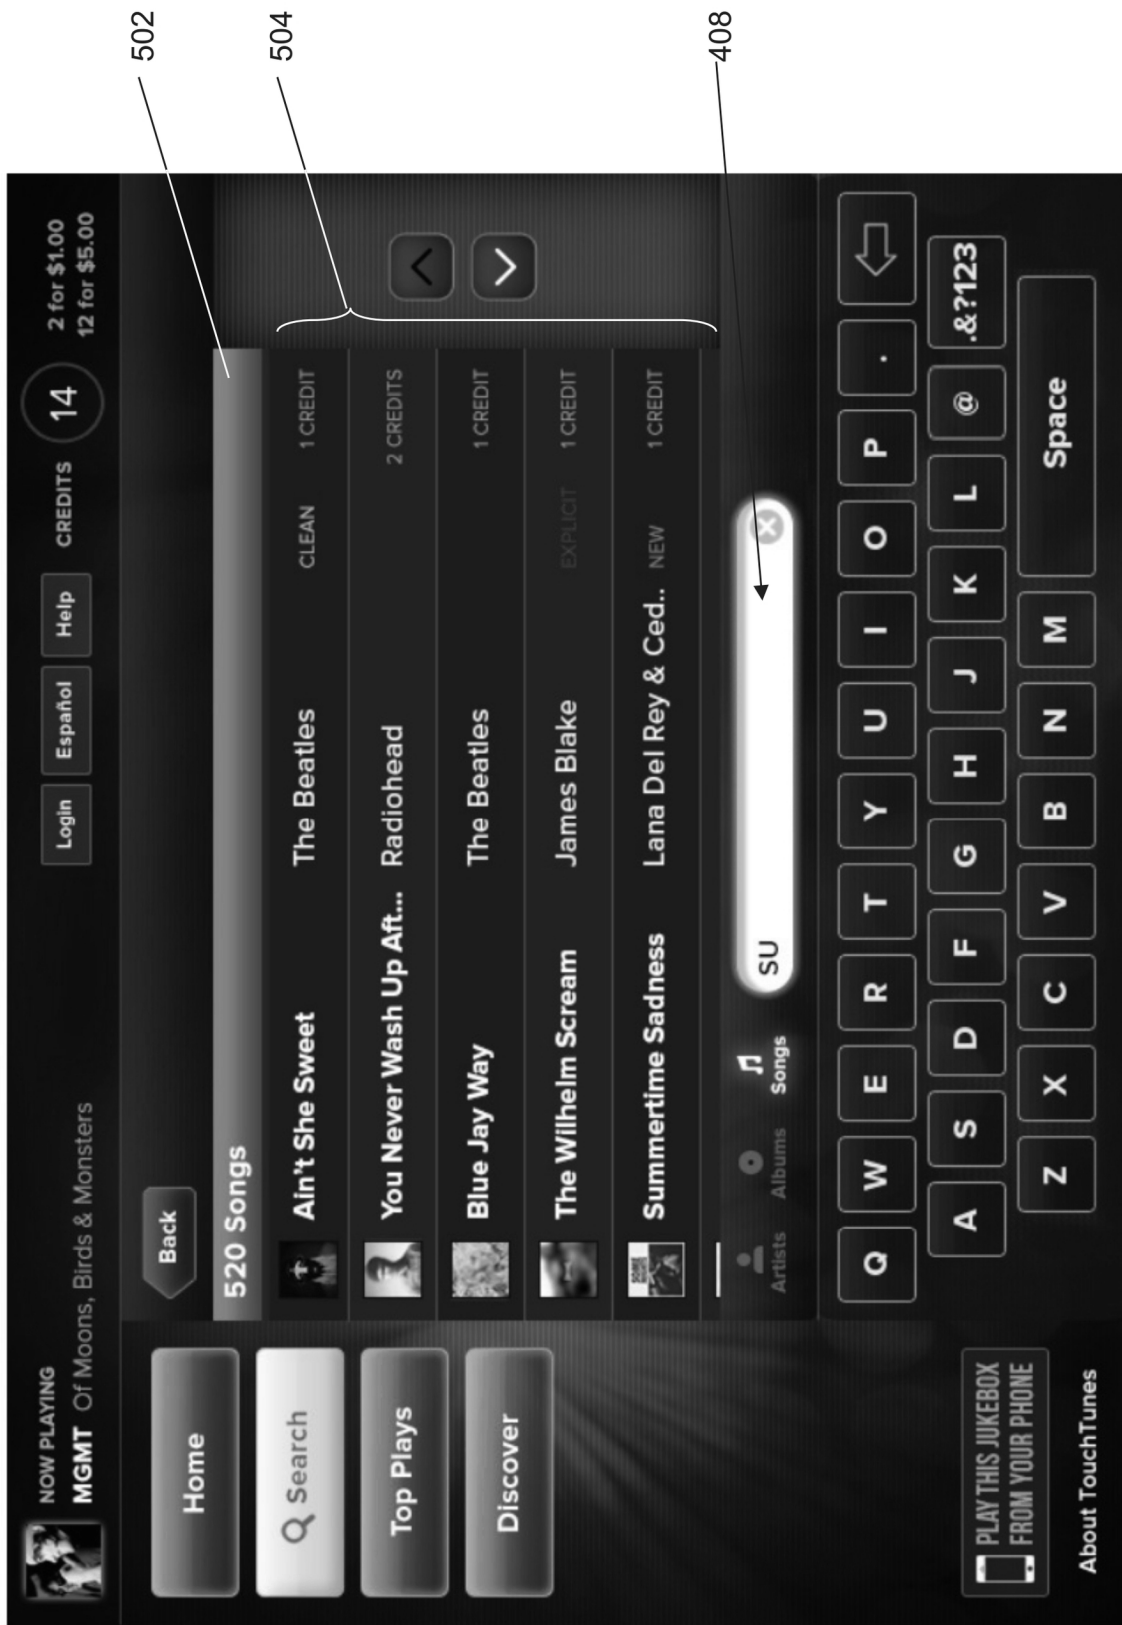 502
504
408
NOW PLAYING
MGMT Of Moons, Birds & Monsters
Login
Español
Help
CREDITS
14
2 for $1.00
12 for $5.00
Home
Search
Top Plays
Discover
Back
520 Songs
Ain't She Sweet The Beatles CLEAN 1 CREDIT
You Never Wash Up Aft... Radiohead 2 CREDITS
Blue Jay Way The Beatles 1 CREDIT
The Wilhelm Scream James Blake EXPLICIT 1 CREDIT
Summertime Sadness Lana Del Rey & Ced.. NEW 1 CREDIT
Artists
Albums
Songs
SU
Q W E R T Y U I O P .
A S D F G H J K L @ .&?123
Z X C V B N M Space
PLAY THIS JUKEBOX
FROM YOUR PHONE
About TouchTunes